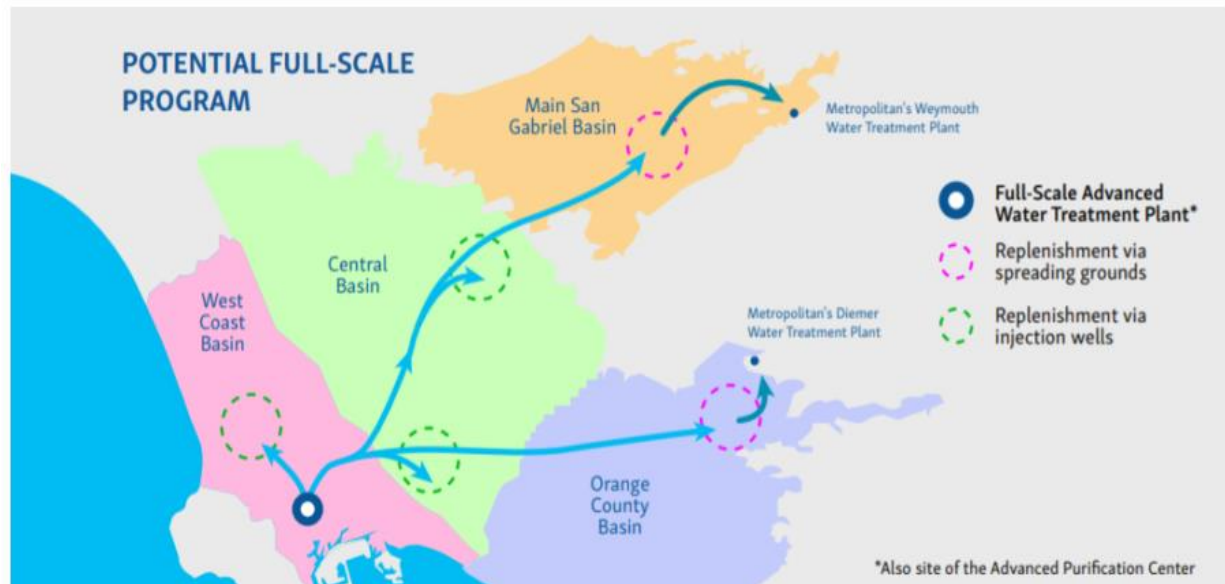 POTENTIAL FULL-SCALE
PROGRAM
Main San
Gabriel Basin
Metropolitan's Weymouth
Water Treatment Plant
Full-Scale Advanced
Water Treatment Plant*
Replenishment via
spreading grounds
Replenishment via
injection wells
Central
Basin
West
Coast
Basin
Metropolitan's Diemer
Water Treatment Plant
Orange
County
Basin
*Also site of the Advanced Purification Center